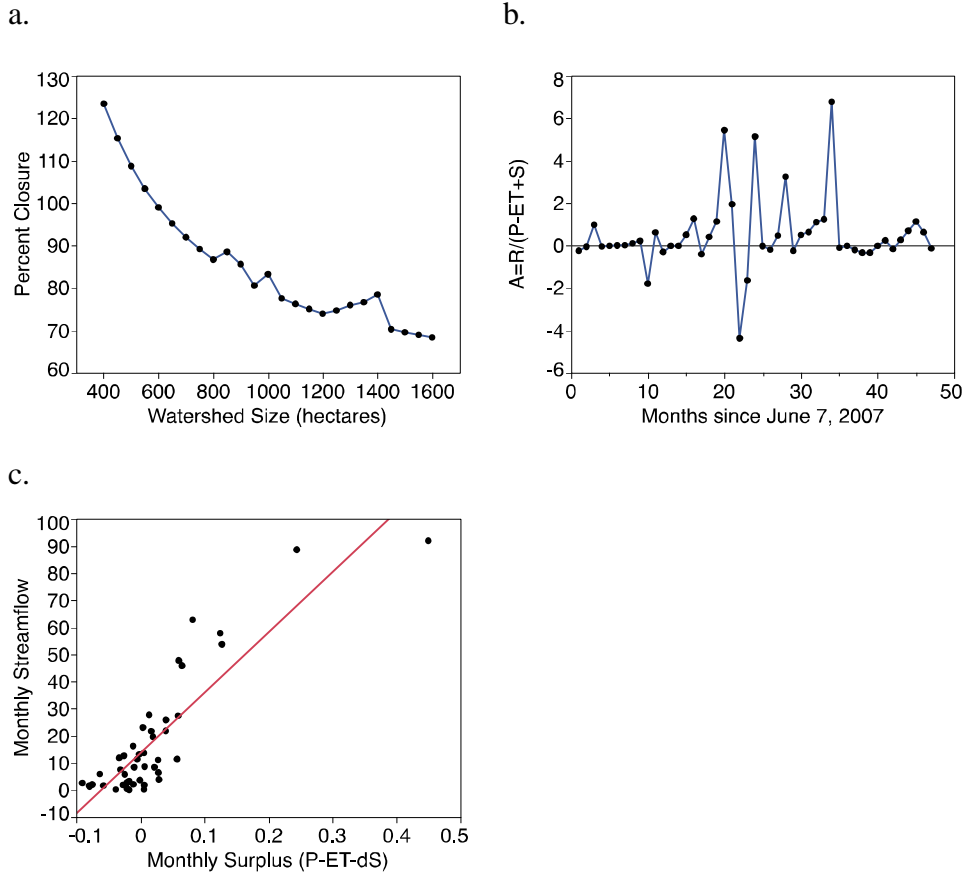 a.
130
120
110
100
90
80
70
60
Percent Closure
400 600 800 1000 1200 1400 1600
Watershed Size (hectares)
b.
8
6
4
2
0
-2
-4
-6
A=R/(P-ET+S)
0 10 20 30 40 50
Months since June 7, 2007
c.
100
90
80
70
60
50
40
30
20
10
0
-10
Monthly Streamflow
-0.1 0 0.1 0.2 0.3 0.4 0.5
Monthly Surplus (P-ET-dS)